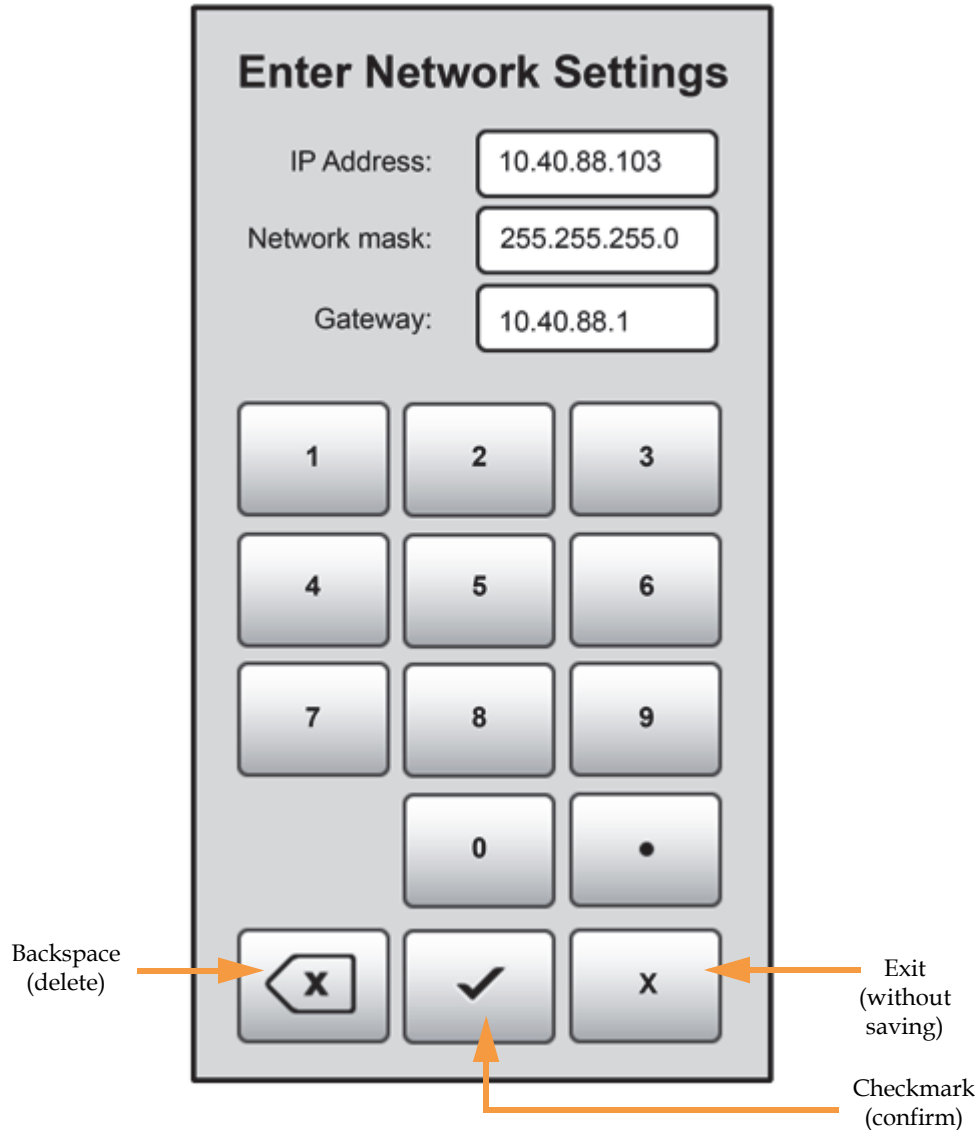 Enter Network Settings
IP Address: 10.40.88.103
Network mask: 255.255.255.0
Gateway: 10.40.88.1
1 2 3
4 5 6
7 8 9
0 •
Backspace
(delete)
x
✓
X
Exit
(without
saving)
Checkmark
(confirm)